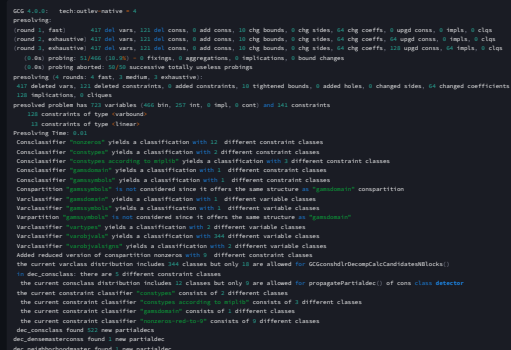 presolving:
(round 1, fast) 417 del vars, 121 del conss, 0 add conss, 10 chg bounds, 0 chg sides, 64 chg coeffs, 0 upgd conss, 0 impls, 0 clqs
(round 2, exhaustive) 417 del vars, 121 del conss, 0 add conss, 10 chg bounds, 0 chg sides, 64 chg coeffs, 64 upgd conss, 0 impls, 0 clqs
(round 3, exhaustive) 417 del vars, 121 del conss, 0 add conss, 10 chg bounds, 0 chg sides, 64 chg coeffs, 128 upgd conss, 64 impls, 0 clqs
(0.0s) probing: 51/466 (10.9%) - 0 fixings, 0 aggregations, 0 implications, 0 bound changes
(0.0s) probing aborted: 50/50 successive totally useless probings
presolving (4 rounds: 4 fast, 3 medium, 3 exhaustive):
417 deleted vars, 121 deleted constraints, 0 added constraints, 10 tightened bounds, 0 added holes, 0 changed sides, 64 changed coefficients
128 implications, 0 cliques
presolved problem has 723 variables (466 bin, 257 int, 0 impl, 0 cont) and 141 constraints
128 constraints of type <varbound>
13 constraints of type <linear>
Presolving Time: 0.01
Consclassifier "nonzeros" yields a classification with 12 different constraint classes
Consclassifier "constypes" yields a classification with 2 different constraint classes
Consclassifier "constypes according to miplib" yields a classification with 3 different constraint classes
Consclassifier "gamsdomain" yields a classification with 1 different constraint classes
Consclassifier "gamssymbols" yields a classification with 1 different constraint classes
Conspartition "gamssymbols" is not considered since it offers the same structure as "gamsdomain" conspartition
Varclassifier "gamsdomain" yields a classification with 1 different variable classes
Varclassifier "gamssymbols" yields a classification with 1 different variable classes
Varpartition "gamssymbols" is not considered since it offers the same structure as "gamsdomain"
Varclassifier "vartypes" yields a classification with 2 different variable classes
Varclassifier "varobjvals" yields a classification with 344 different variable classes
Varclassifier "varobjvalsigns" yields a classification with 2 different variable classes
Added reduced version of conspartition nonzeros with 9 different constraint classes
the current varclass distribution includes 344 classes but only 18 are allowed for GCGconshdlrDecompCalcCandidatesNBlocks()
in dec_consclass: there are 5 different constraint classes
the current consclass distribution includes 12 classes but only 9 are allowed for propagatePartialdec() of cons class detector
the current constraint classifier "constypes" consists of 2 different classes
the current constraint classifier "constypes according to miplib" consists of 3 different classes
the current constraint classifier "gamsdomain" consists of 1 different classes
the current constraint classifier "nonzeros-red-to-9" consists of 9 different classes
dec_consclass found 522 new partialdecs
dec_densemasterconss found 1 new partialdec
dec_neighborhoodmaster found 1 new partialdec